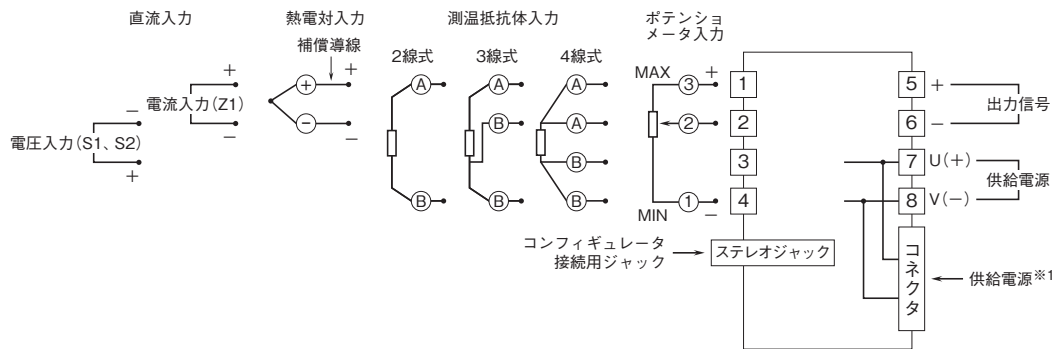 直流入力
熱電対入力
補償導線
測温抵抗体入力
2線式
3線式
4線式
ポテンショ
メータ入力
電圧入力（S1、S2）
−
+
電流入力（Z1）
+
−
+
−
+
−
A
B
A
B
B
A
A
B
B
MAX
3
+
2
MIN
1
−
1
2
3
4
5
+
6
−
出力信号
7
U（+）
8
V（−）
供給電源
コンフィギュレータ
接続用ジャック
ステレオジャック
コネクタ
供給電源※1